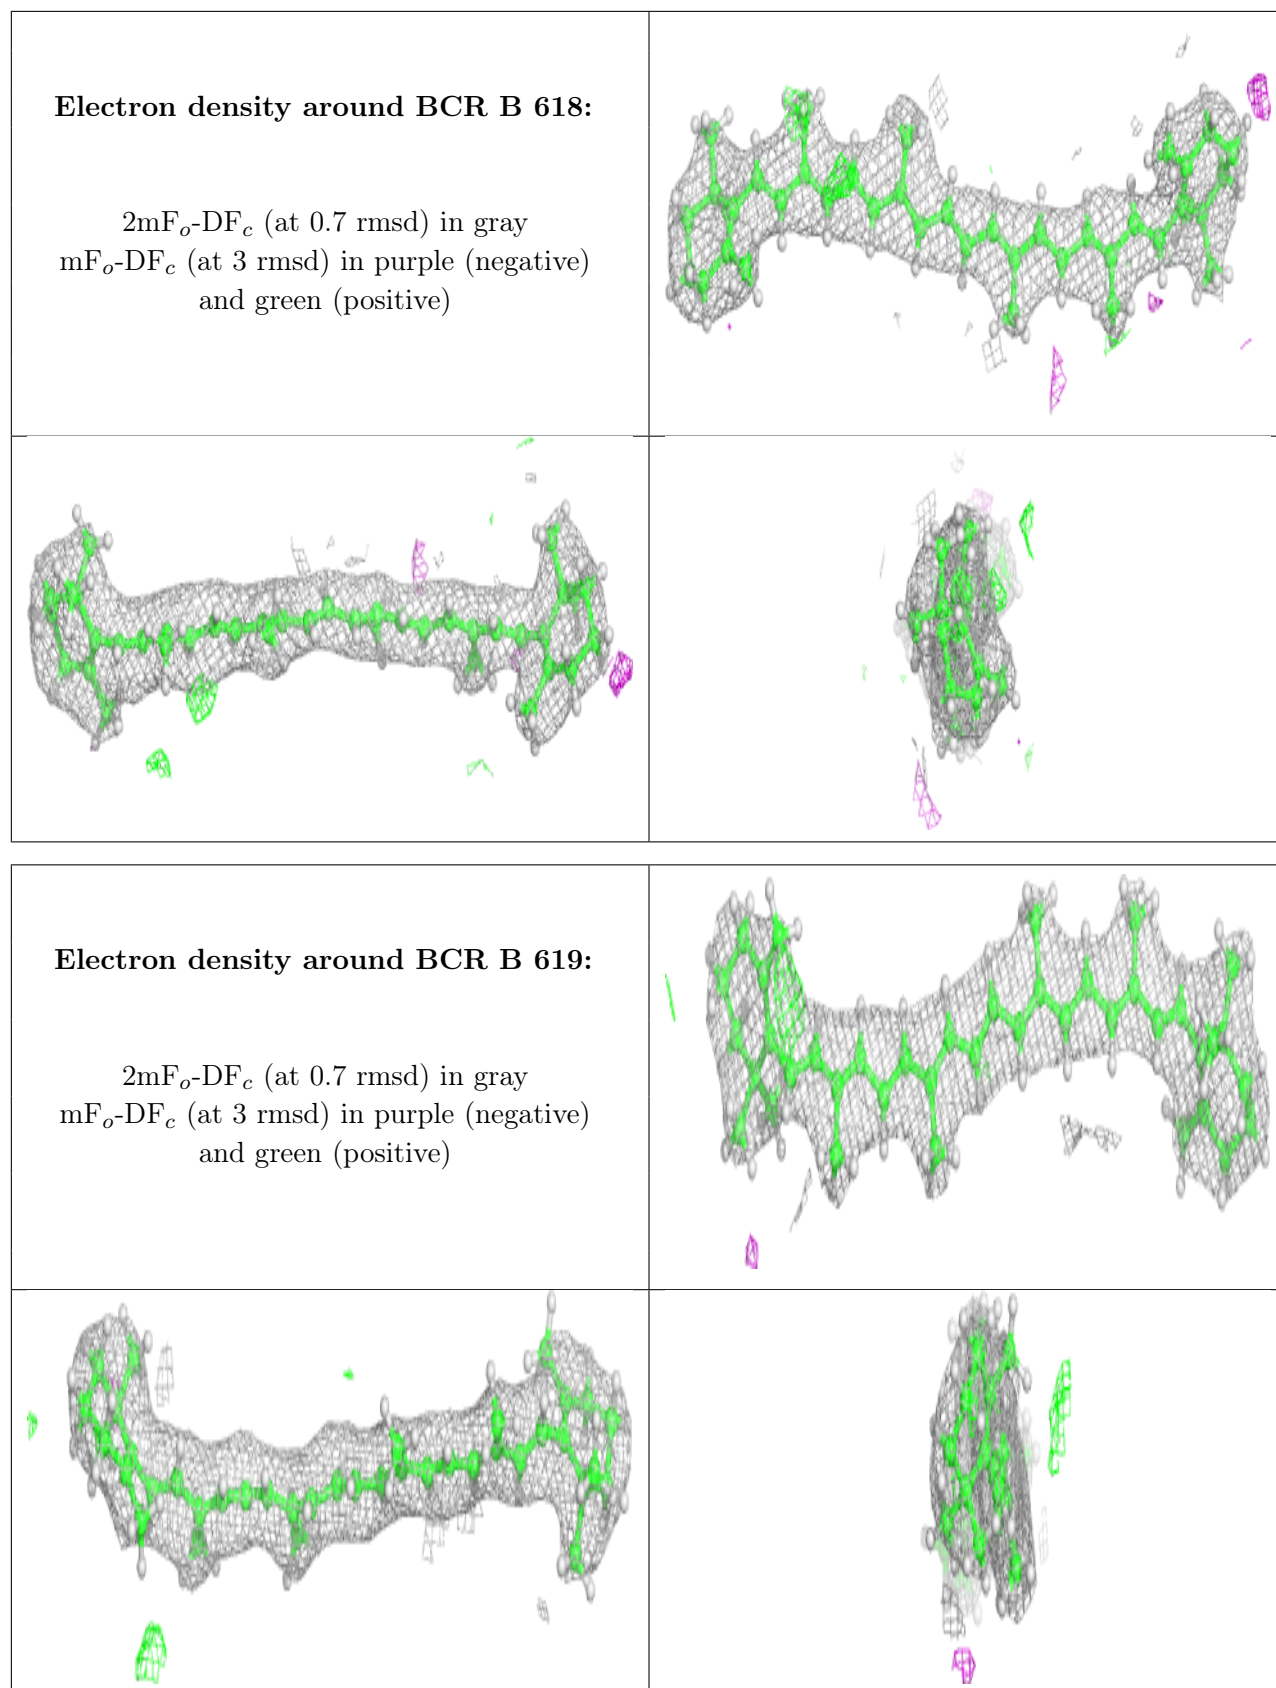 Electron density around BCR B 618:
2mFo-DFc (at 0.7 rmsd) in gray
mFo-DFc (at 3 rmsd) in purple (negative)
and green (positive)
Electron density around BCR B 619:
2mFo-DFc (at 0.7 rmsd) in gray
mFo-DFc (at 3 rmsd) in purple (negative)
and green (positive)